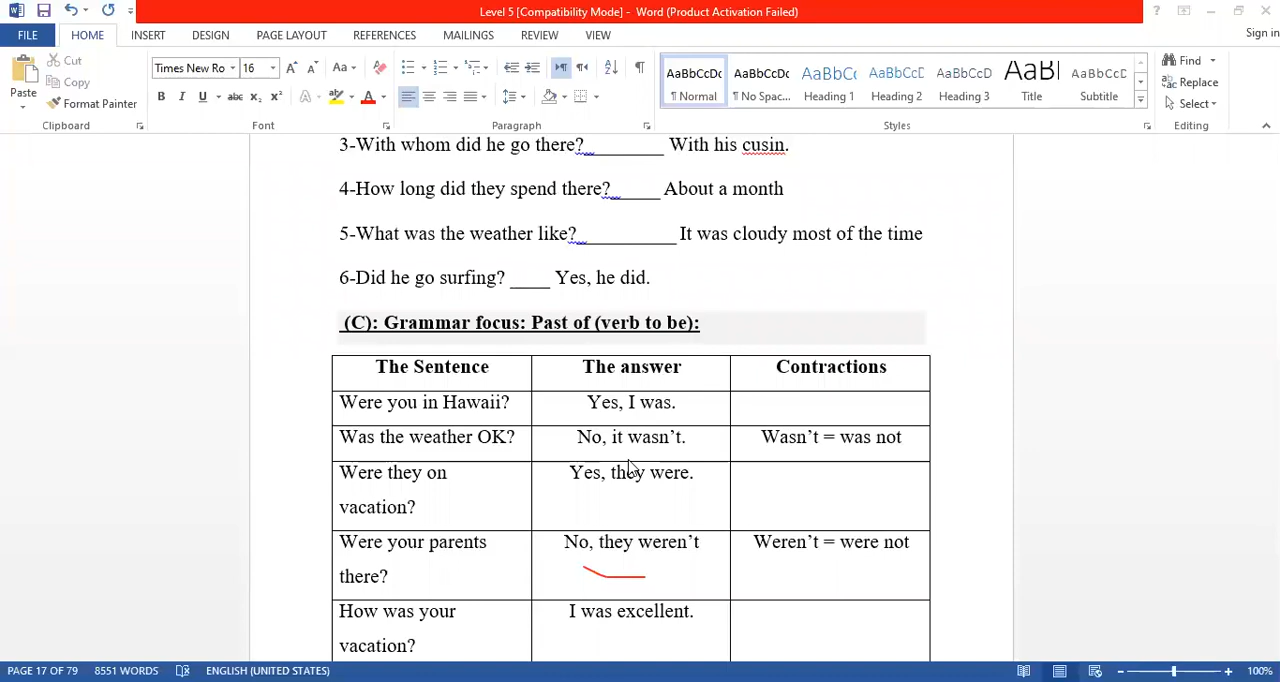 Level 5 [Compatibility Mode] - Word (Product Activation Failed)
FILE HOME INSERT DESIGN PAGE LAYOUT REFERENCES MAILINGS REVIEW VIEW Sign in
Paste
Cut
Copy
Format Painter
Clipboard
Times New Ro 16
Font
Paragraph
AaBbCcDc AaBbCcDc AaBbCc AaBbCcD AaBbCcD AaBl AaBbCcD
¶ Normal ¶ No Spac... Heading 1 Heading 2 Heading 3 Title Subtitle
Styles
Find
Replace
Select
Editing
3-With whom did he go there?________ With his cusin.
4-How long did they spend there?_____ About a month
5-What was the weather like?__________ It was cloudy most of the time
6-Did he go surfing? ____ Yes, he did.
(C): Grammar focus: Past of (verb to be):
The Sentence The answer Contractions
Were you in Hawaii? Yes, I was.
Was the weather OK? No, it wasn’t. Wasn’t = was not
Were they on vacation? Yes, they were.
Were your parents there? No, they weren’t Weren’t = were not
How was your vacation? I was excellent.
PAGE 17 OF 79 8551 WORDS ENGLISH (UNITED STATES) 100%